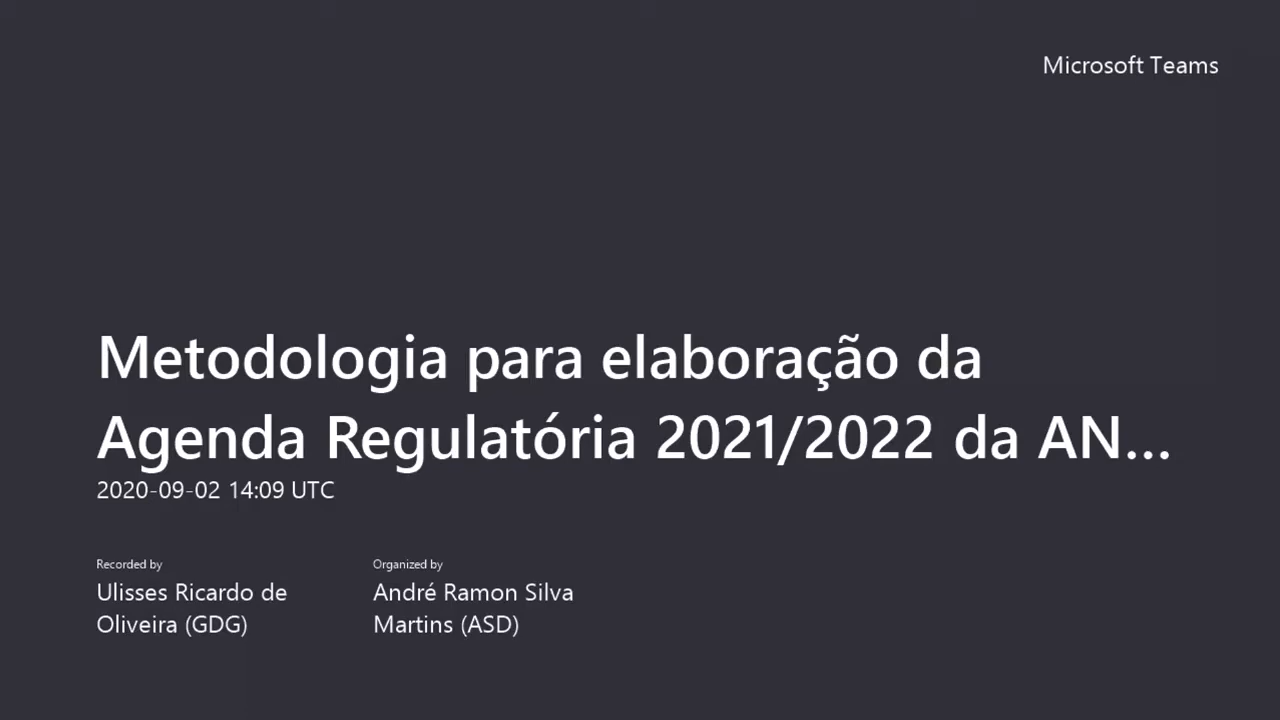 Microsoft Teams
Metodologia para elaboração da
Agenda Regulatória 2021/2022 da AN...
2020-09-02 14:09 UTC
Recorded by
Ulisses Ricardo de
Oliveira (GDG)
Organized by
André Ramon Silva
Martins (ASD)